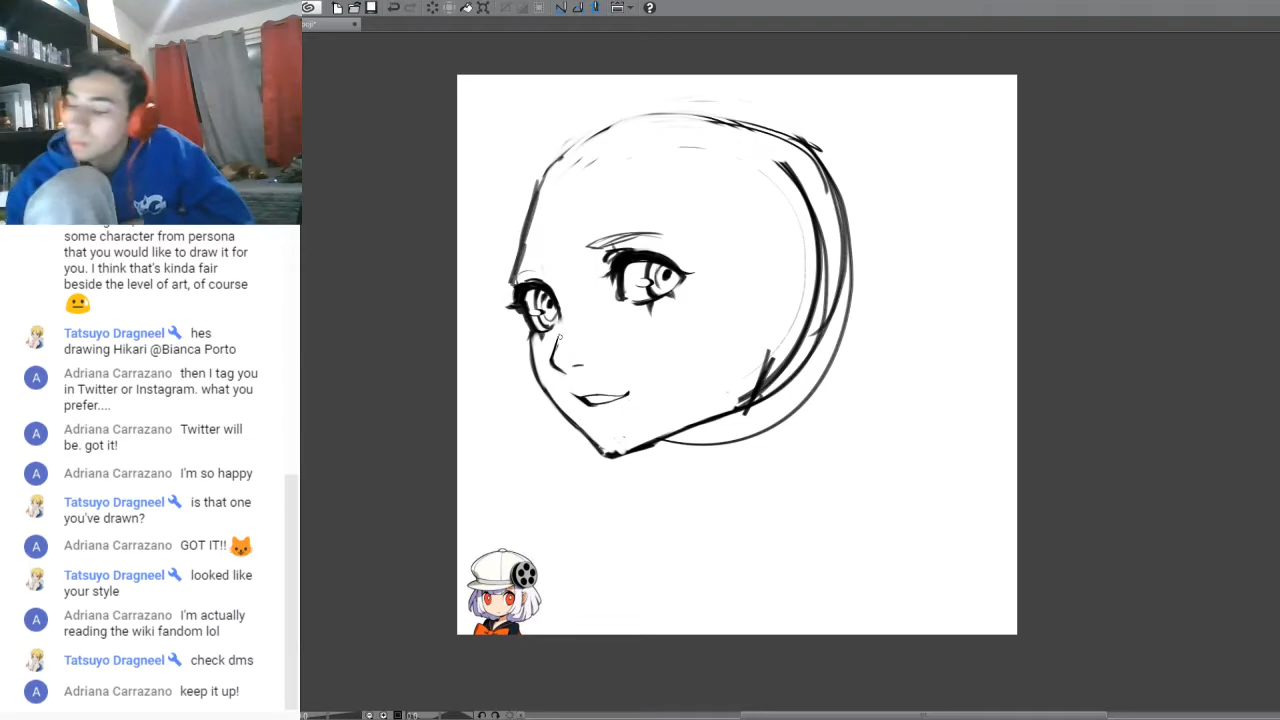 some character from persona
that you would like to draw it for
you. I think that's kinda fair
beside the level of art, of course
Tatsuyo Dragneel hes
drawing Hikari @Bianca Porto
A
Adriana Carrazano then I tag you
in Twitter or Instagram. what you
prefer....
A
Adriana Carrazano Twitter will
be. got it!
A
Adriana Carrazano I'm so happy
Tatsuyo Dragneel is that one
you've drawn?
A
Adriana Carrazano GOT IT!!
Tatsuyo Dragneel looked like
your style
A
Adriana Carrazano I'm actually
reading the wiki fandom lol
Tatsuyo Dragneel check dms
A
Adriana Carrazano keep it up!